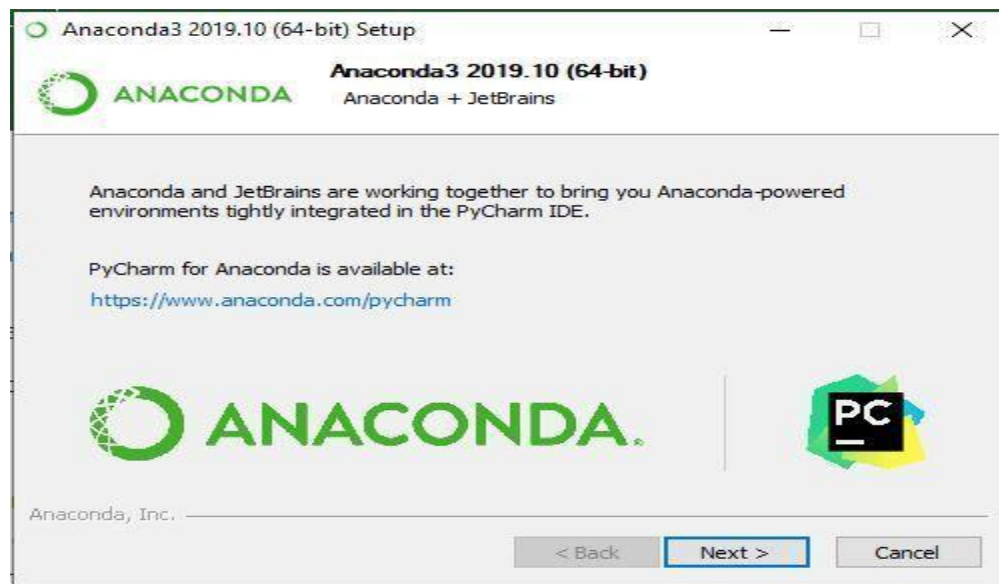 Anaconda3 2019.10 (64-bit) Setup
ANACONDA
Anaconda3 2019.10 (64-bit)
Anaconda + JetBrains
Anaconda and JetBrains are working together to bring you Anaconda-powered
environments tightly integrated in the PyCharm IDE.
PyCharm for Anaconda is available at:
https://www.anaconda.com/pycharm
ANACONDA®
PC
Anaconda, Inc.
< Back Next > Cancel